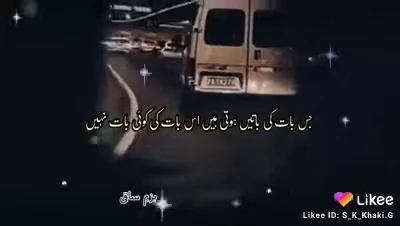 جس بات کی باتیں ہوتی ہیں اس بات کی کوئی بات نہیں
بزم ساقی
Likee
Likee ID: S_K_Khaki.G